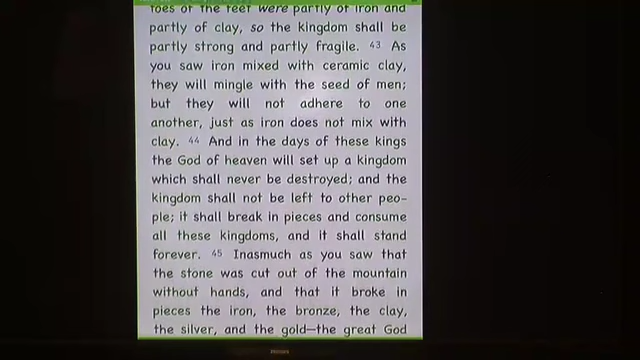 toes of the feet were partly of iron and
partly of clay, so the kingdom shall be
partly strong and partly fragile. 43 As
you saw iron mixed with ceramic clay,
they will mingle with the seed of men;
but they will not adhere to one
another, just as iron does not mix with
clay. 44 And in the days of these kings
the God of heaven will set up a kingdom
which shall never be destroyed; and the
kingdom shall not be left to other peo-
ple; it shall break in pieces and consume
all these kingdoms, and it shall stand
forever. 45 Inasmuch as you saw that
the stone was cut out of the mountain
without hands, and that it broke in
pieces the iron, the bronze, the clay,
the silver, and the gold—the great God